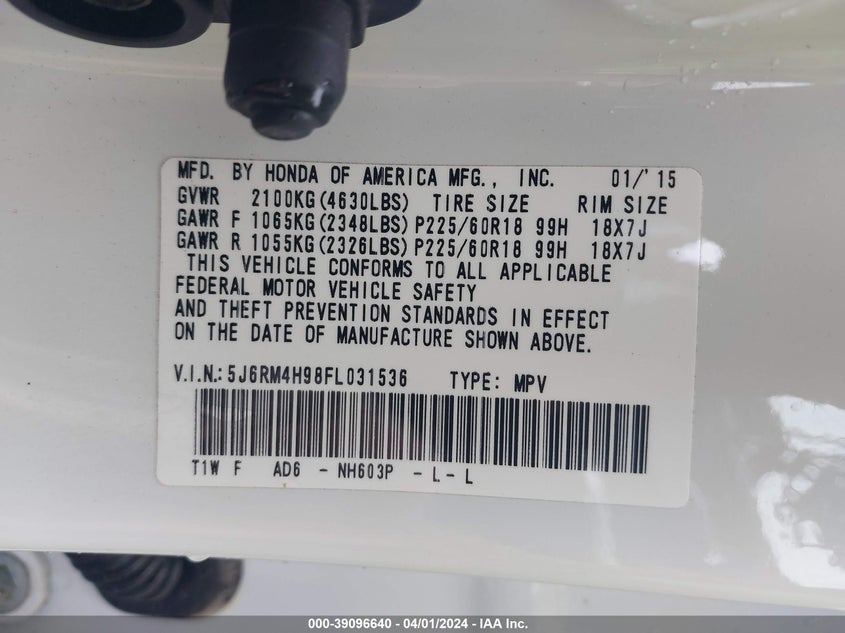 MFD. BY HONDA OF AMERICA MFG., INC. 01/'15
GVWR 2100KG(4630LBS) TIRE SIZE RIM SIZE
GAWR F 1065KG(2348LBS) P225/60R18 99H 18X7J
GAWR R 1055KG(2326LBS) P225/60R18 99H 18X7J
THIS VEHICLE CONFORMS TO ALL APPLICABLE
FEDERAL MOTOR VEHICLE SAFETY
AND THEFT PREVENTION STANDARDS IN EFFECT
ON THE DATE OF MANUFACTURE SHOWN ABOVE.
V.I.N.: 5J6RM4H98FL031536 TYPE: MPV
T1W F AD6 - NH603P - L - L
000-39096640 / 04/01/2024 - IAA Inc.